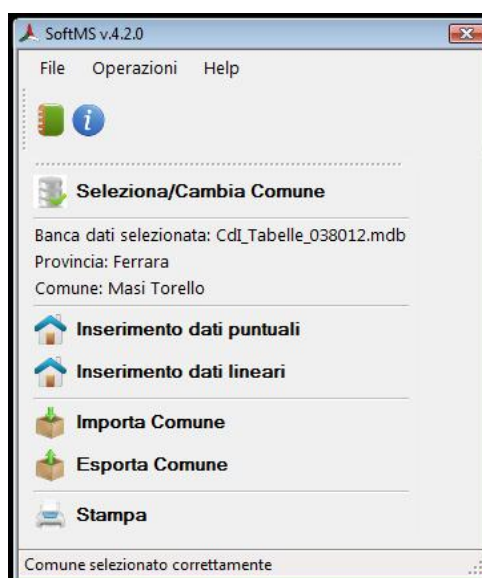 SoftMS v.4.2.0
File Operazioni Help
Seleziona/Cambia Comune
Banca dati selezionata: CdI_Tabelle_038012.mdb
Provincia: Ferrara
Comune: Masi Torello
Inserimento dati puntuali
Inserimento dati lineari
Importa Comune
Esporta Comune
Stampa
Comune selezionato correttamente